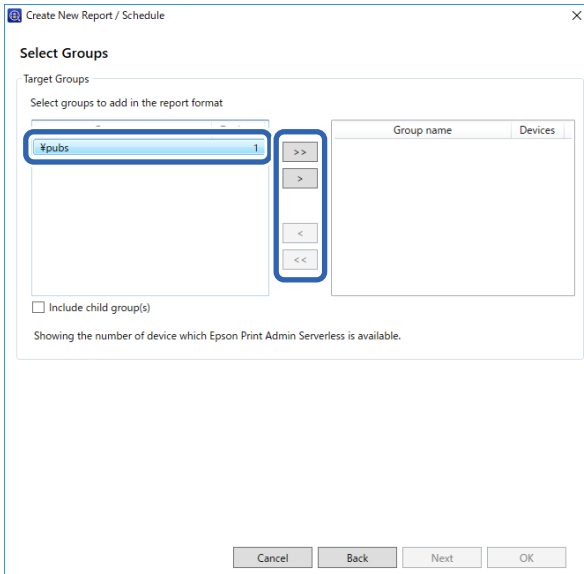 Create New Report / Schedule
Select Groups
Target Groups
Select groups to add in the report format
Group name Devices
¥pubs 1
>>
>
<
<<
Include child group(s)
Showing the number of device which Epson Print Admin Serverless is available.
Cancel Back Next OK